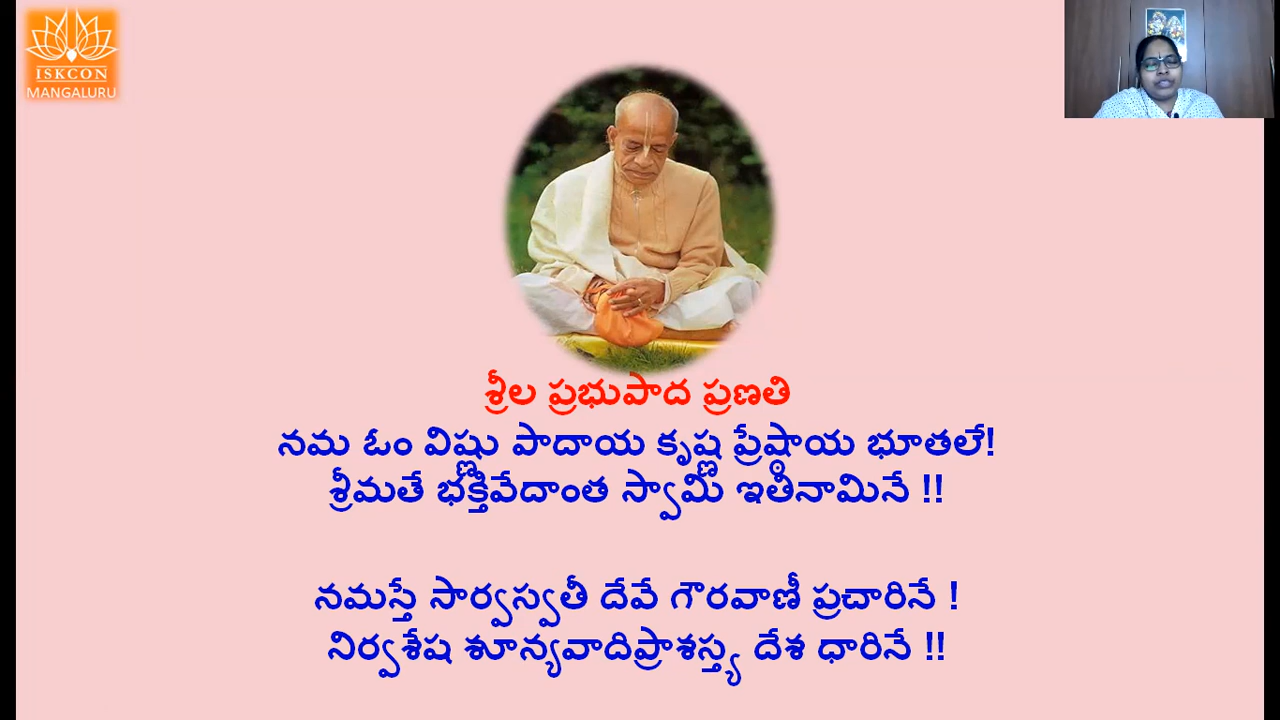 ISKCON
MANGALURU
శ్రీల ప్రభుపాద ప్రణతి
నమ ఓం విష్ణు పాదాయ కృష్ణ ప్రేష్ఠాయ భూతలే!
శ్రీమతే భక్తివేదాంత స్వామి ఇతినామినే !!
నమస్తే సార్వస్వతీ దేవే గౌరవాణీ ప్రచారినే !
నిర్వశేష శూన్యవాదిప్రాశస్త్య దేశ ధారినే !!